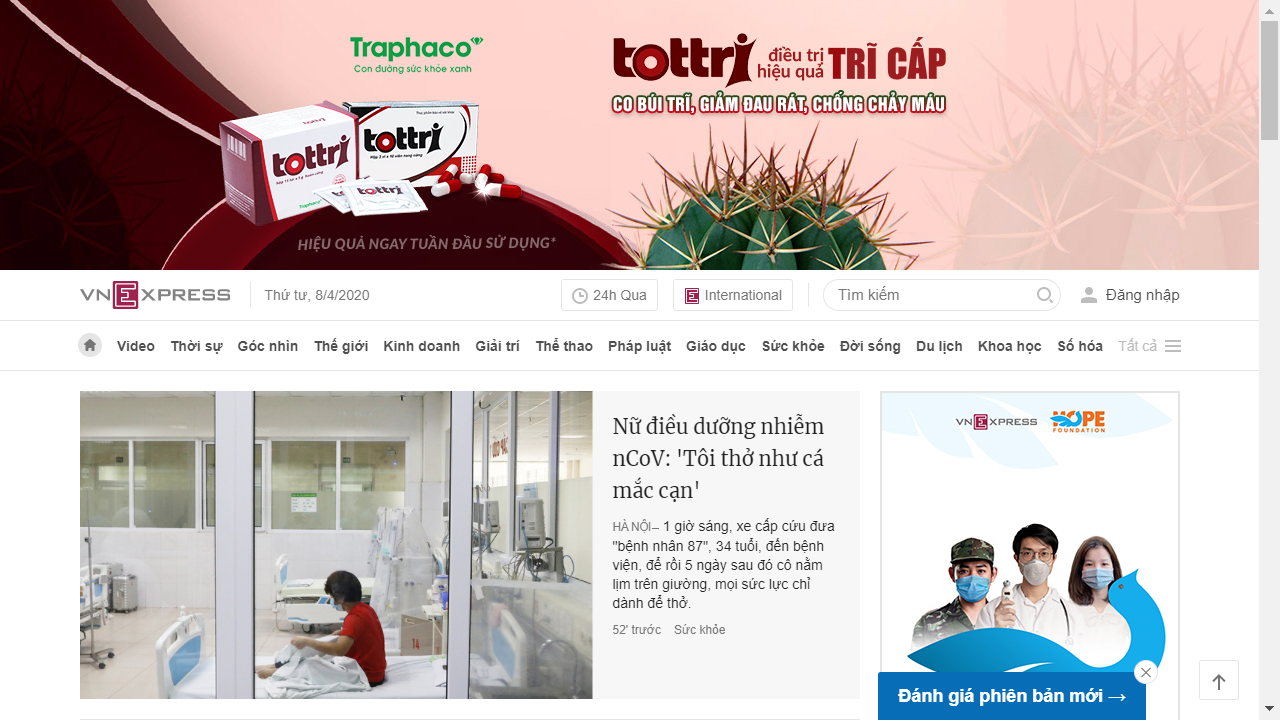 Traphaco
Con đường sức khỏe xanh
tottri điều trị hiệu quả TRĨ CẤP
CO BÚI TRĨ, GIẢM ĐAU RÁT, CHỐNG CHẢY MÁU
tottri
tottri
Traphaco
tottri
HIỆU QUẢ NGAY TUẦN ĐẦU SỬ DỤNG*
VNEXPRESS
Thứ tư, 8/4/2020
24h Qua
E International
Tìm kiếm
Đăng nhập
Video Thời sự Góc nhìn Thế giới Kinh doanh Giải trí Thể thao Pháp luật Giáo dục Sức khỏe Đời sống Du lịch Khoa học Số hóa Tất cả
Nữ điều dưỡng nhiễm
nCoV: 'Tôi thở như cá
mắc cạn'
HÀ NỘI– 1 giờ sáng, xe cấp cứu đưa
"bệnh nhân 87", 34 tuổi, đến bệnh
viện, để rồi 5 ngày sau đó cô nằm
lịm trên giường, mọi sức lực chỉ
dành để thở.
52' trước Sức khỏe
VNEXPRESS HOPE
FOUNDATION
Đánh giá phiên bản mới →